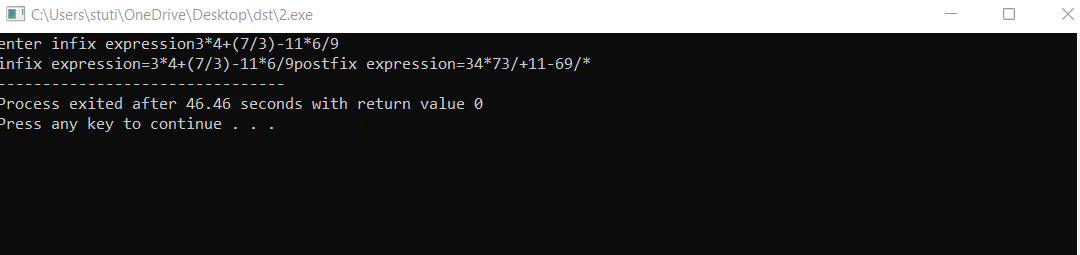 C:\Users\stuti\OneDrive\Desktop\dst\2.exe
enter infix expression3*4+(7/3)-11*6/9
infix expression=3*4+(7/3)-11*6/9postfix expression=34*73/+11-69/*
--------------------------------
Process exited after 46.46 seconds with return value 0
Press any key to continue . . .